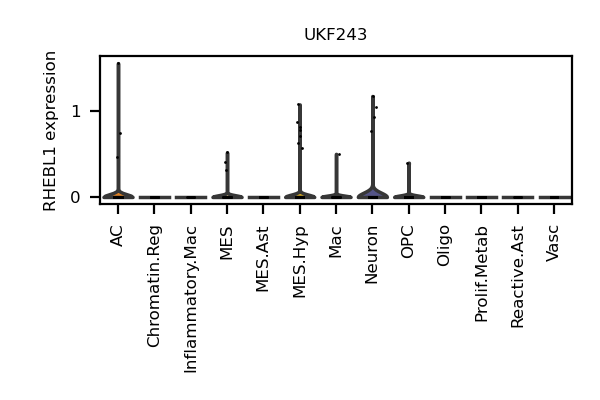 UKF243
RHEBL1 expression
1
0
AC
Chromatin.Reg
Inflammatory.Mac
MES
MES.Ast
MES.Hyp
Mac
Neuron
OPC
Oligo
Prolif.Metab
Reactive.Ast
Vasc